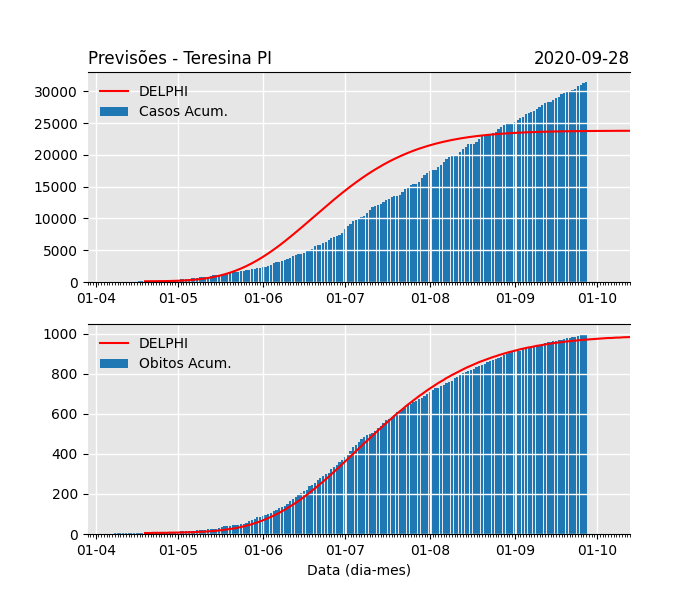 Previsões - Teresina PI
2020-09-28
DELPHI
Casos Acum.
30000
25000
20000
15000
10000
5000
0
01-04 01-05 01-06 01-07 01-08 01-09 01-10
DELPHI
Obitos Acum.
1000
800
600
400
200
0
01-04 01-05 01-06 01-07 01-08 01-09 01-10
Data (dia-mes)